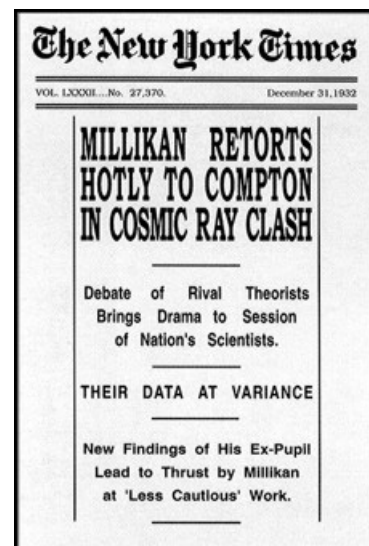 The New York Times
VOL. LXXXII....No. 27,370. December 31,1932
MILLIKAN RETORTS
HOTLY TO COMPTON
IN COSMIC RAY CLASH
Debate of Rival Theorists
Brings Drama to Session
of Nation's Scientists.
THEIR DATA AT VARIANCE
New Findings of His Ex-Pupil
Lead to Thrust by Millikan
at 'Less Cautious' Work.